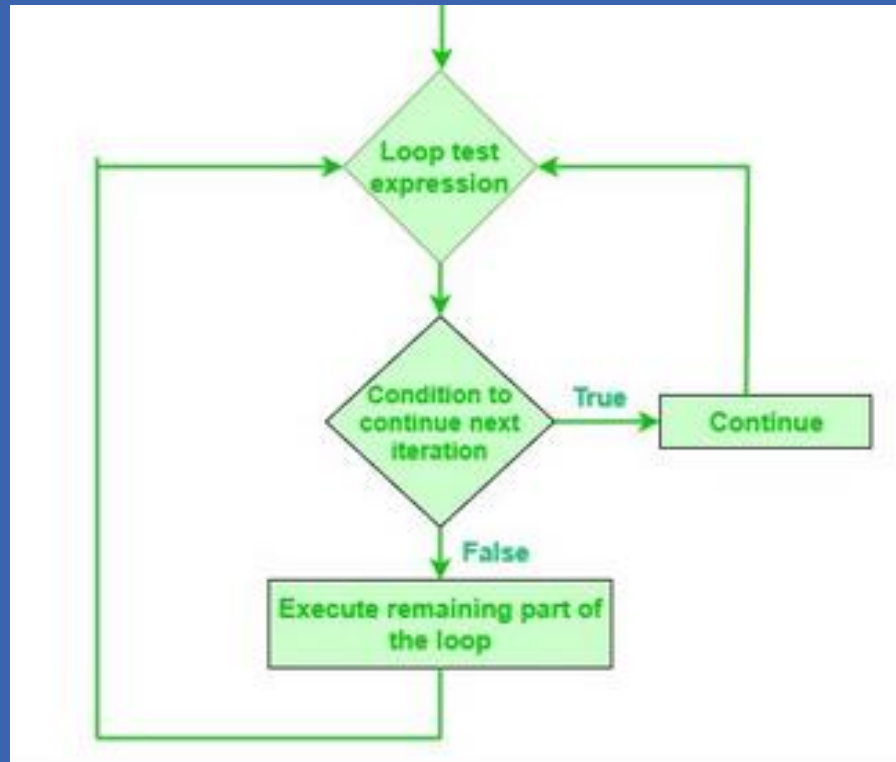 Loop test
expression
Condition to
continue next
iteration
True
Continue
False
Execute remaining part of
the loop